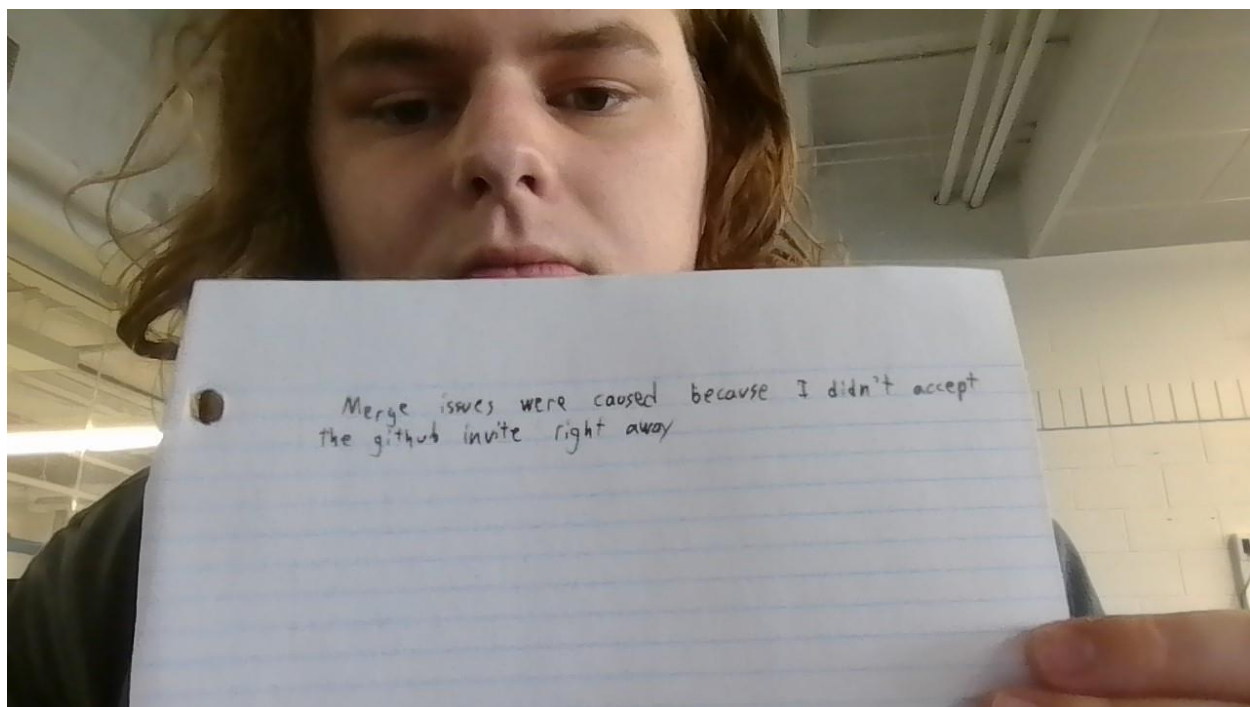 Merge issues were caused because I didn't accept
the github invite right away